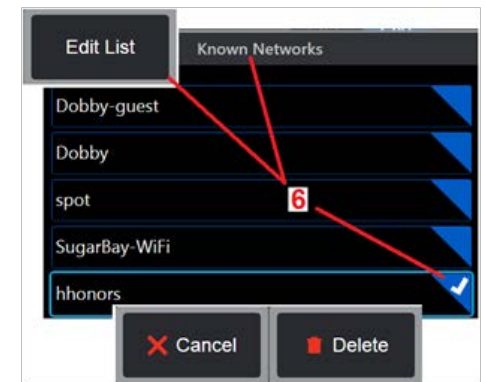 Edit List
Known Networks
Dobby-guest
Dobby
spot
6
SugarBay-WiFi
hhonors
Cancel
Delete